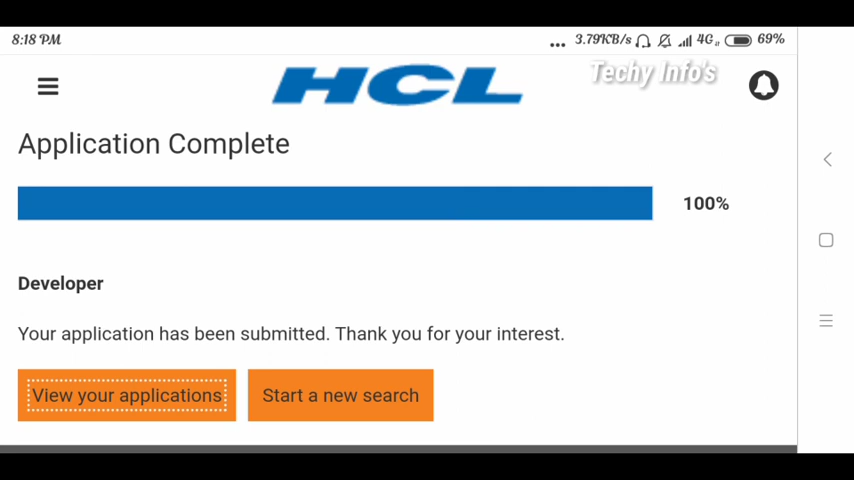 8:18 PM
... 3.79KB/s 4G 69%
HCL
Techy Info's
Application Complete
100%
Developer
Your application has been submitted. Thank you for your interest.
View your applications
Start a new search